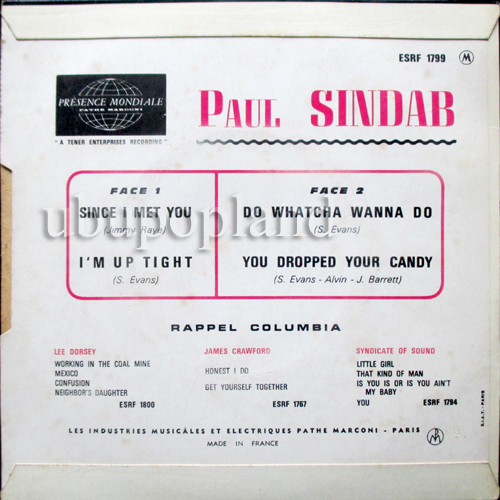 ESRF 1799 M
PRÉSENCE MONDIALE
PATHE MARCONI
"A TENER ENTERPRISES RECORDING"
PAUL SINDAB
FACE 1
SINCE I MET YOU
(Jimmy Raye)
I'M UP TIGHT
(S. Evans)
FACE 2
DO WHATCHA WANNA DO
(S. Evans)
YOU DROPPED YOUR CANDY
(S. Evans - Alvin - J. Barrett)
ubupopland
RAPPEL COLUMBIA
LEE DORSEY
WORKING IN THE COAL MINE
MEXICO
CONFUSION
NEIGHBOR'S DAUGHTER
ESRF 1800
JAMES CRAWFORD
HONEST I DO
GET YOURSELF TOGETHER
ESRF 1767
SYNDICATE OF SOUND
LITTLE GIRL
THAT KIND OF MAN
IS YOU IS OR IS YOU AIN'T
MY BABY
YOU ESRF 1794
D.I.A.T. - PARIS
LES INDUSTRIES MUSICALES ET ELECTRIQUES PATHE MARCONI - PARIS
MADE IN FRANCE